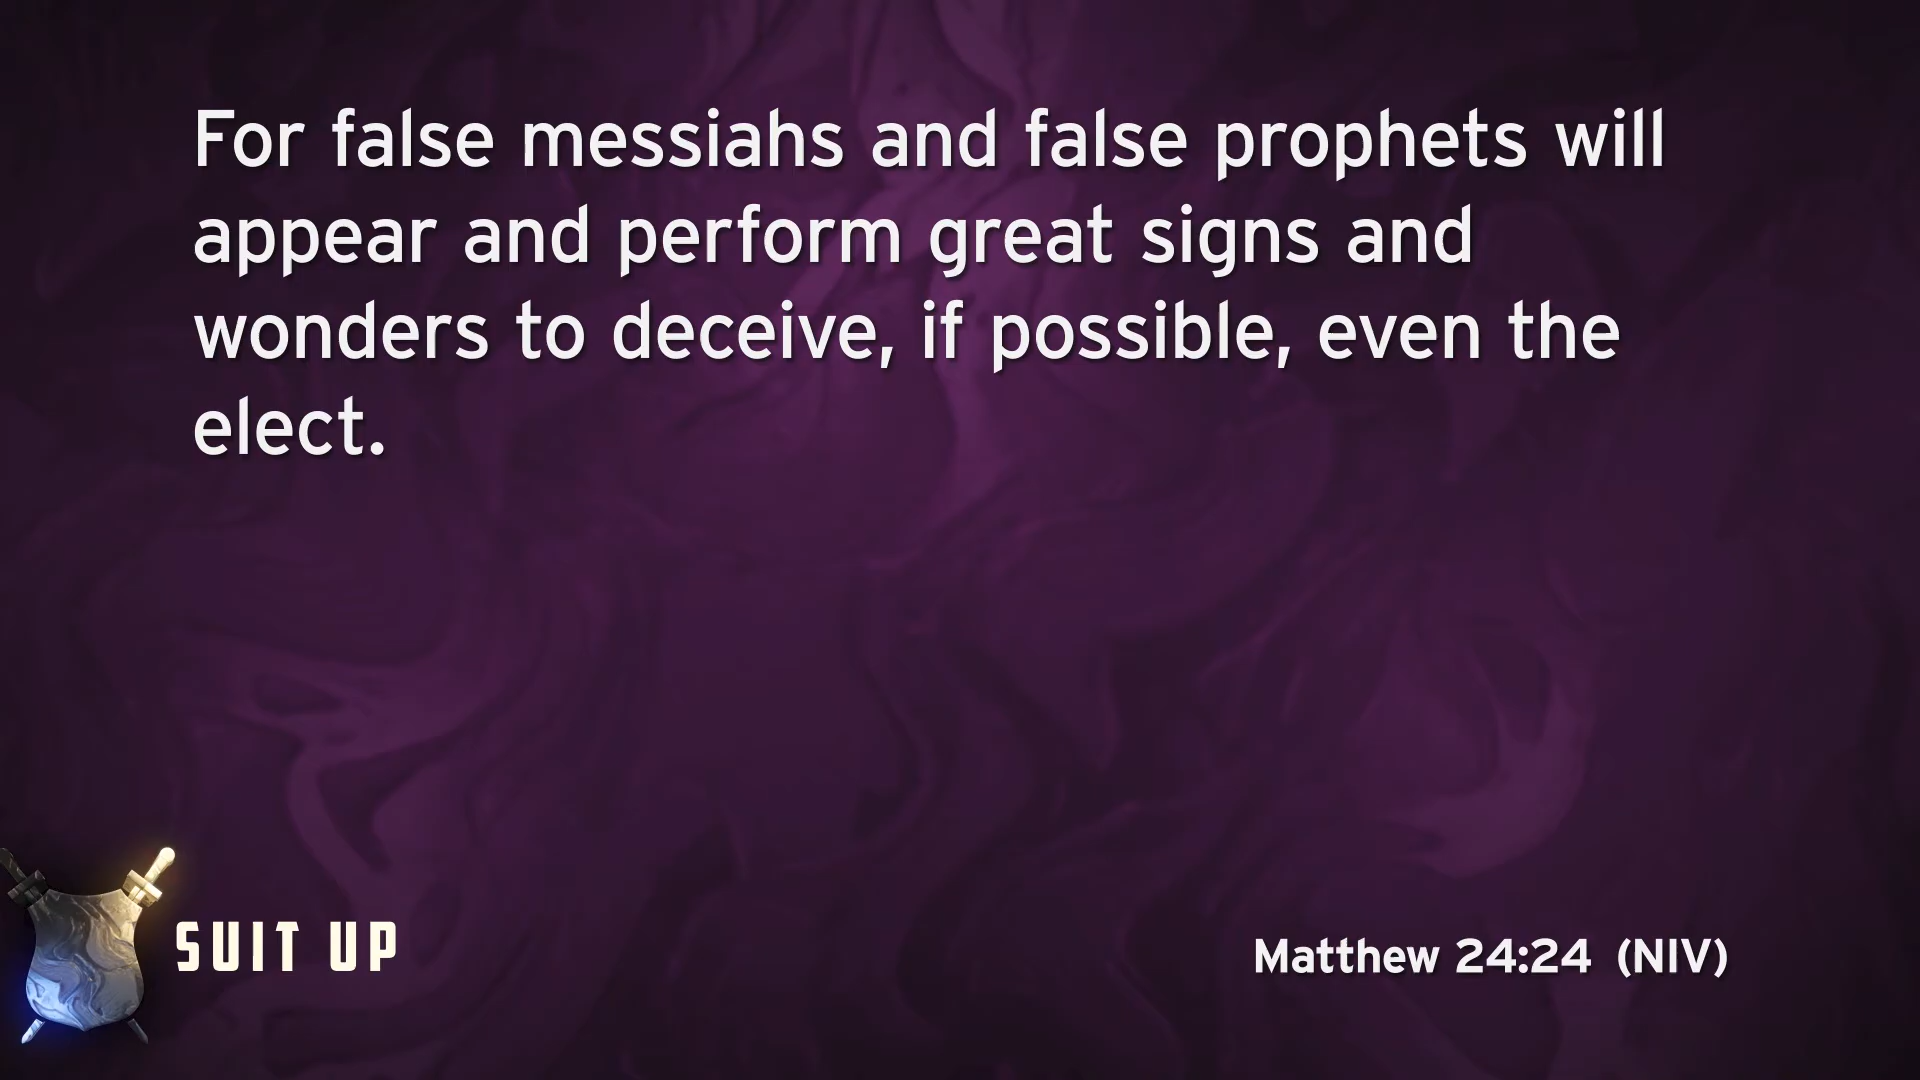 For false messiahs and false prophets will
appear and perform great signs and
wonders to deceive, if possible, even the
elect.
SUIT UP
Matthew 24:24 (NIV)